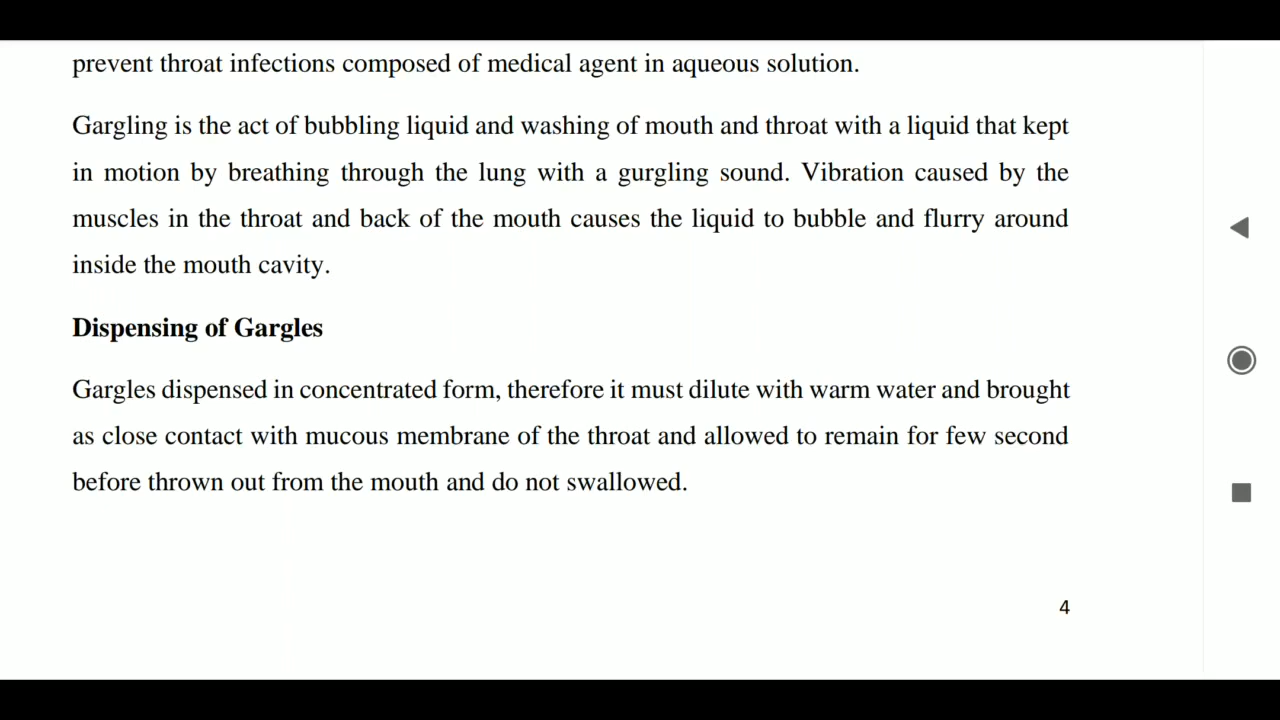 prevent throat infections composed of medical agent in aqueous solution.
Gargling is the act of bubbling liquid and washing of mouth and throat with a liquid that kept
in motion by breathing through the lung with a gurgling sound. Vibration caused by the
muscles in the throat and back of the mouth causes the liquid to bubble and flurry around
inside the mouth cavity.
Dispensing of Gargles
Gargles dispensed in concentrated form, therefore it must dilute with warm water and brought
as close contact with mucous membrane of the throat and allowed to remain for few second
before thrown out from the mouth and do not swallowed.
4